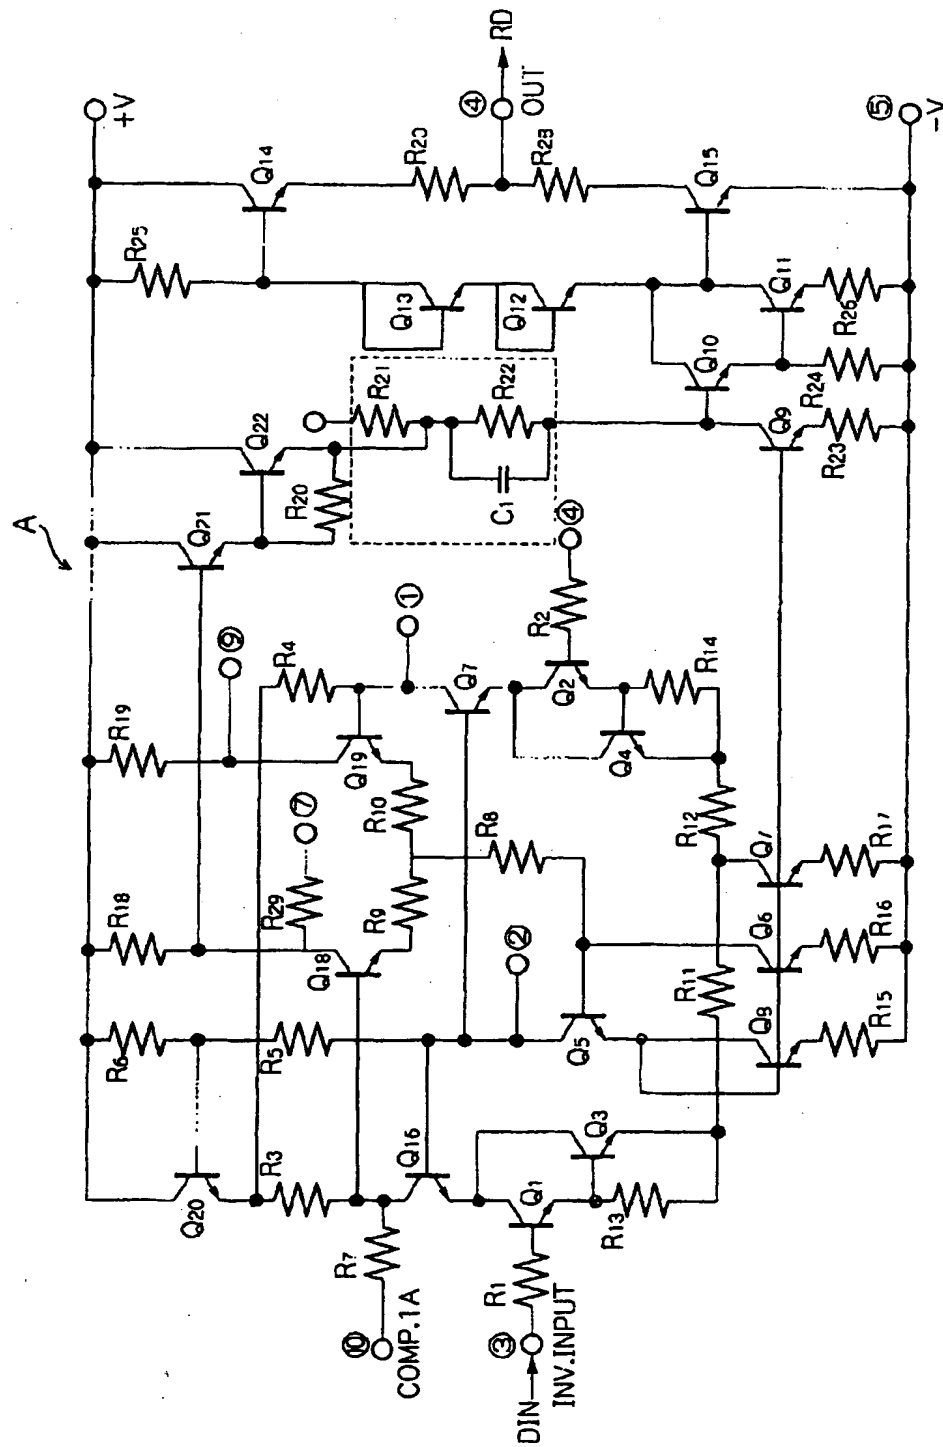 A
+V
R6
R18
R19
R25
Q20
Q21
Q22
Q14
⑨
R3
R5
R29
⑦
R4
R20
R21
Q13
R20
④
RD
OUT
⑩
COMP.1A
R7
Q18
Q19
①
Q16
R9
R10
C1
R22
Q12
R28
②
R8
Q7
③
DIN
INV.INPUT
R1
Q1
Q3
Q5
Q2
R2
④
Q4
R14
Q10
Q15
R13
R11
R12
Q8
Q6
Q7
Q9
Q11
R15
R16
R17
R23
R24
R26
⑤
-V